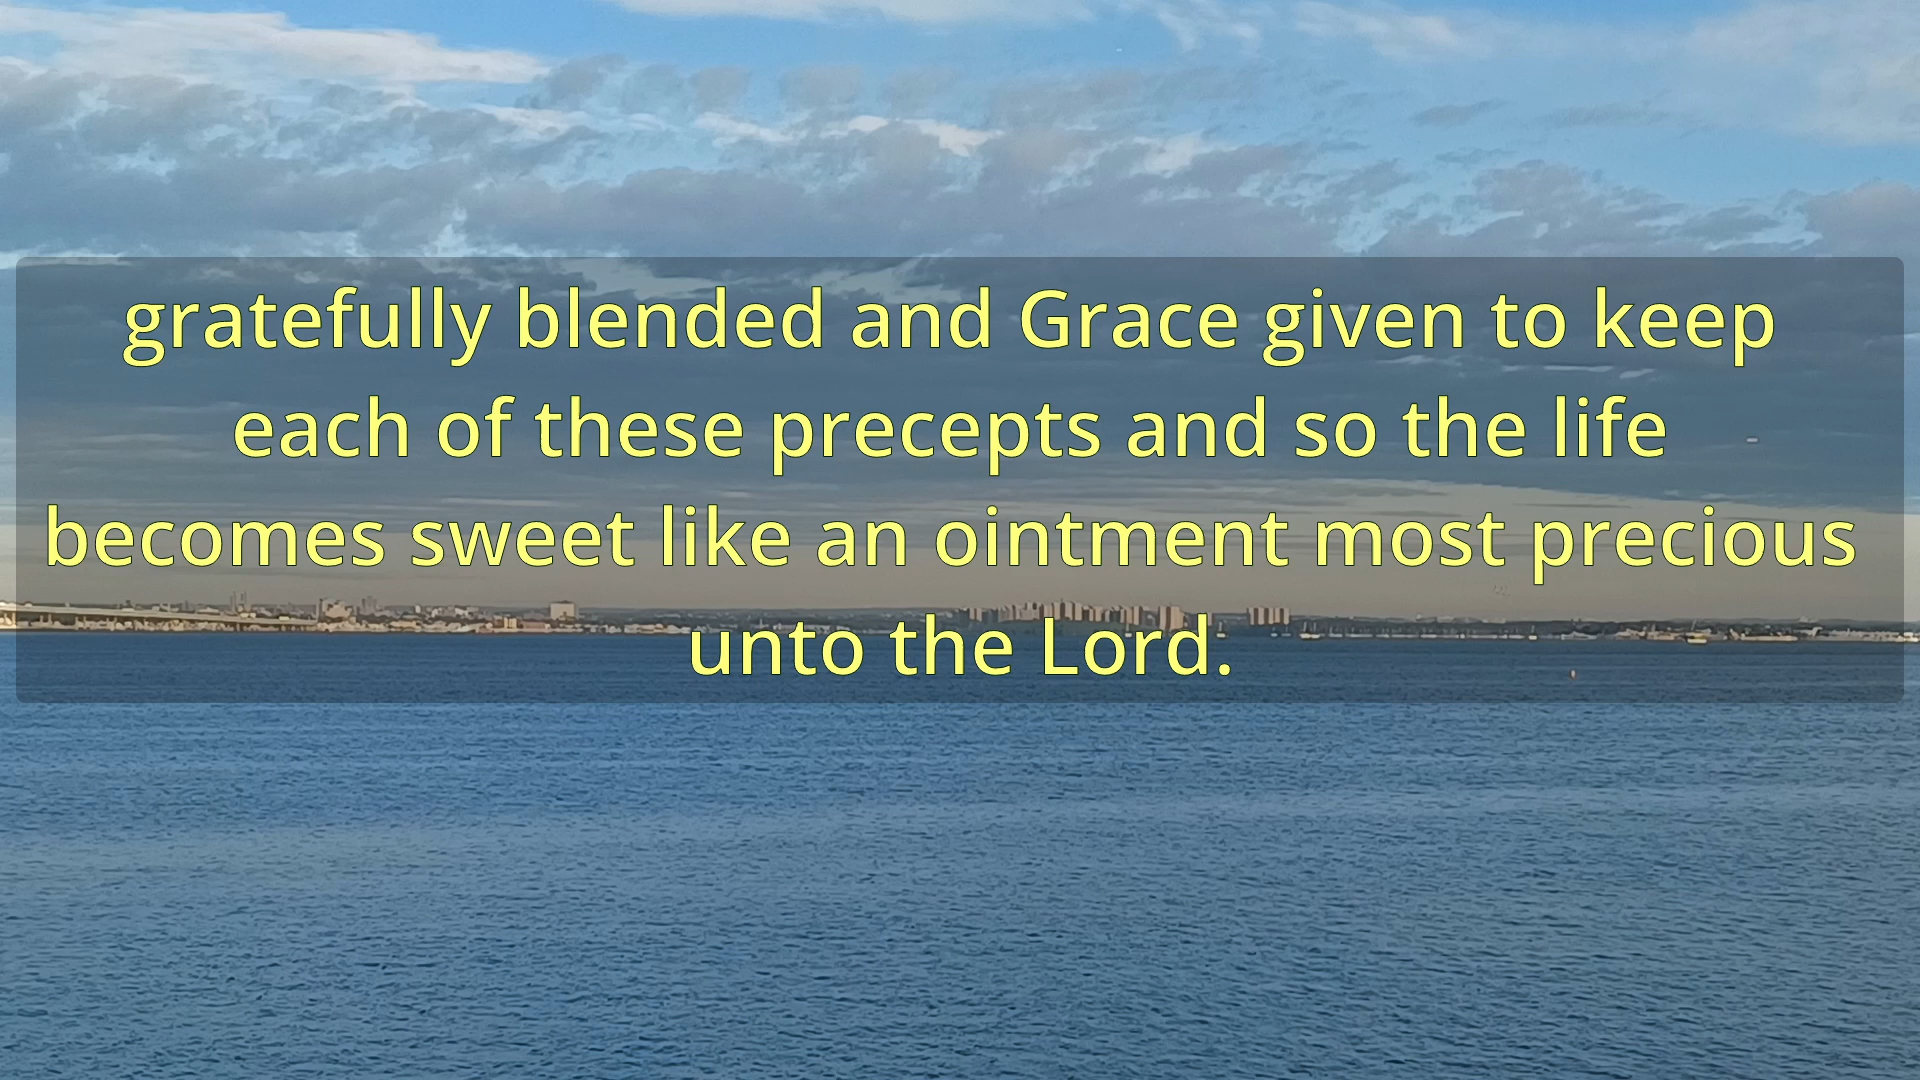 gratefully blended and Grace given to keep
each of these precepts and so the life
becomes sweet like an ointment most precious
unto the Lord.